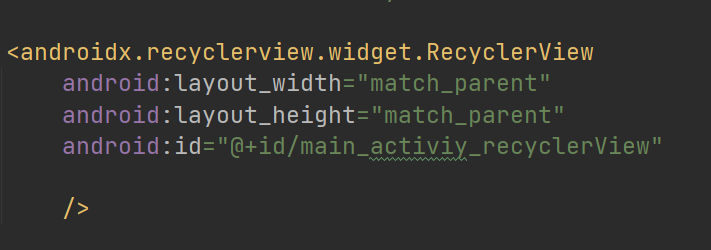 <androidx.recyclerview.widget.RecyclerView
android:layout_width="match_parent"
android:layout_height="match_parent"
android:id="@+id/main_activiy_recyclerView"
/>